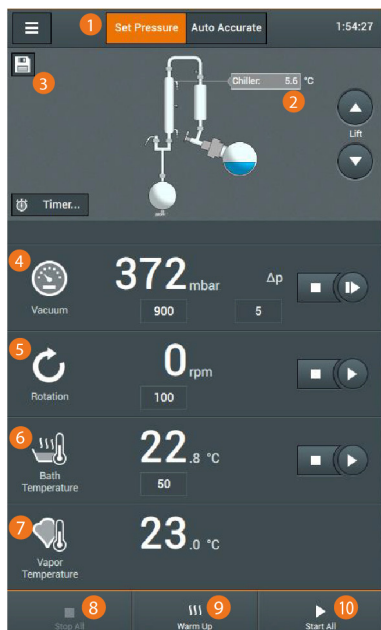 1 Set Pressure Auto Accurate 1:54:27
3
Chiller: 5.6 °C
2
Lift
Timer...
4
372 mbar Δp
Vacuum 900 5
5
0 rpm
Rotation 100
6
22.8 °C
Bath
Temperature
50
7
23.0 °C
Vapor
Temperature
8 9 10
Stop All Warm Up Start All